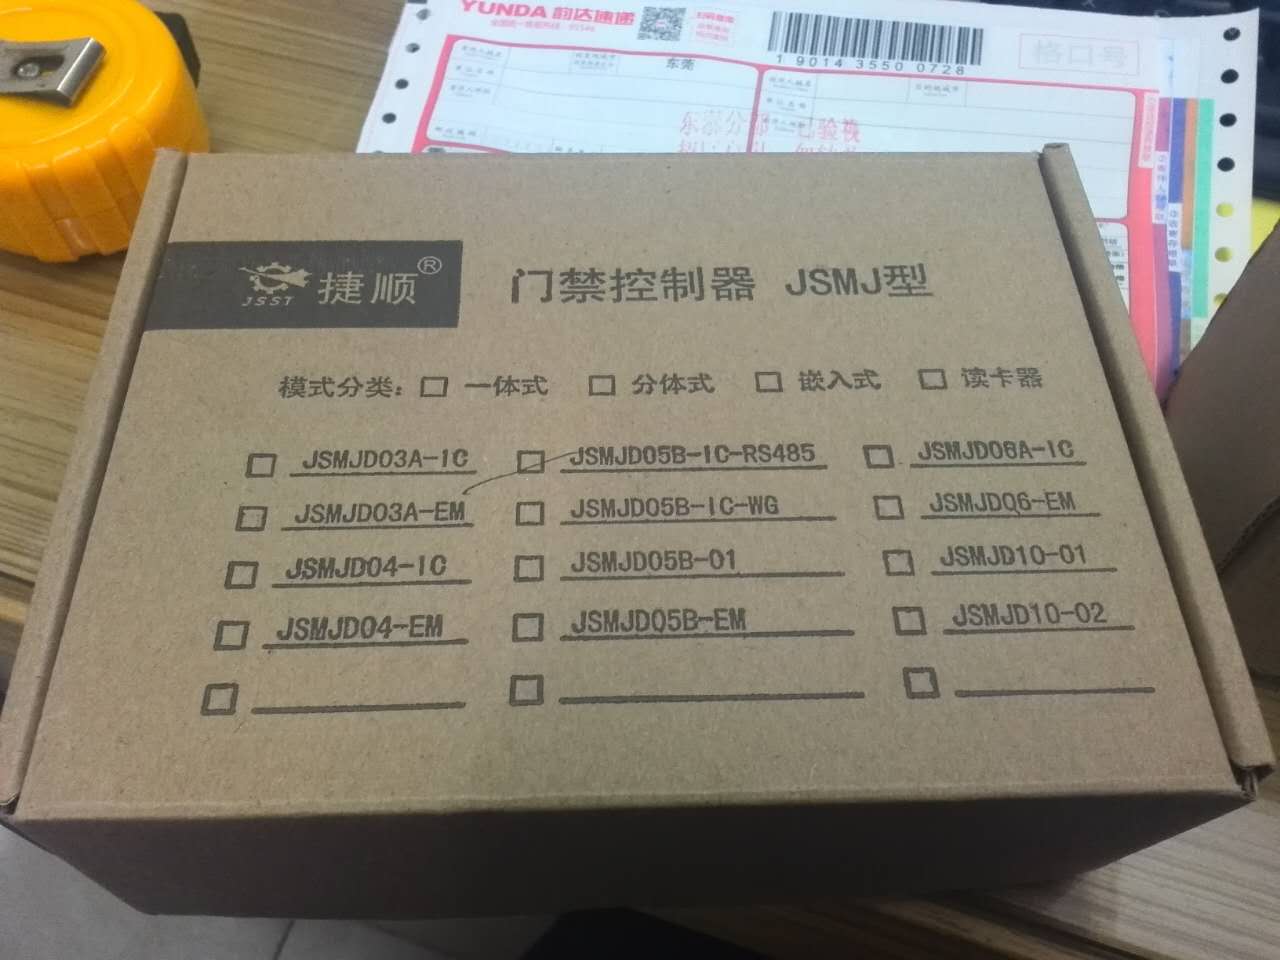 YUNDA 韵达速递
东莞
1 9014 3550 0728
格口号
JSST 捷顺®
门禁控制器 JSMJ型
模式分类: □ 一体式 □ 分体式 □ 嵌入式 □ 读卡器
□ JSMJD03A-IC □ JSMJD05B-IC-RS485 □ JSMJD06A-IC
□ JSMJD03A-EM □ JSMJD05B-IC-WG □ JSMJD06-EM
□ JSMJD04-IC □ JSMJD05B-01 □ JSMJD10-01
□ JSMJD04-EM □ JSMJD05B-EM □ JSMJD10-02